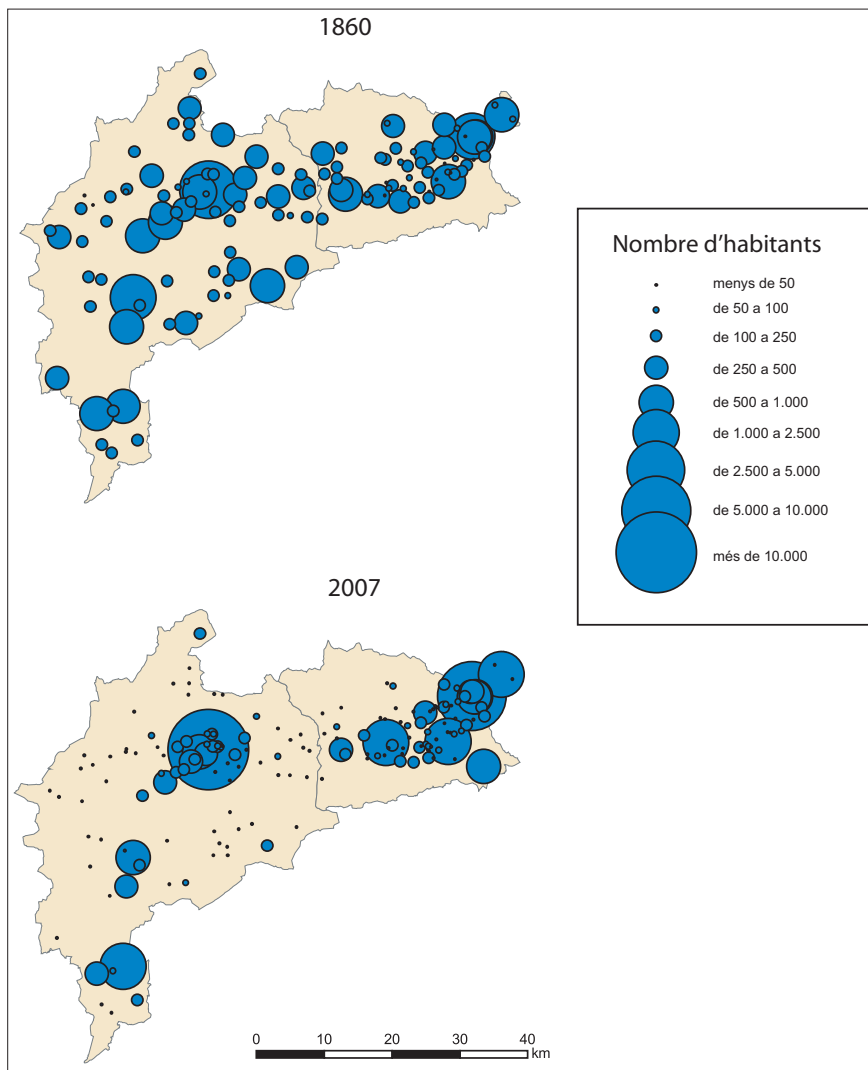 1860
Nombre d’habitants
menys de 50
de 50 a 100
de 100 a 250
de 250 a 500
de 500 a 1.000
de 1.000 a 2.500
de 2.500 a 5.000
de 5.000 a 10.000
més de 10.000
2007
0 10 20 30 40
km